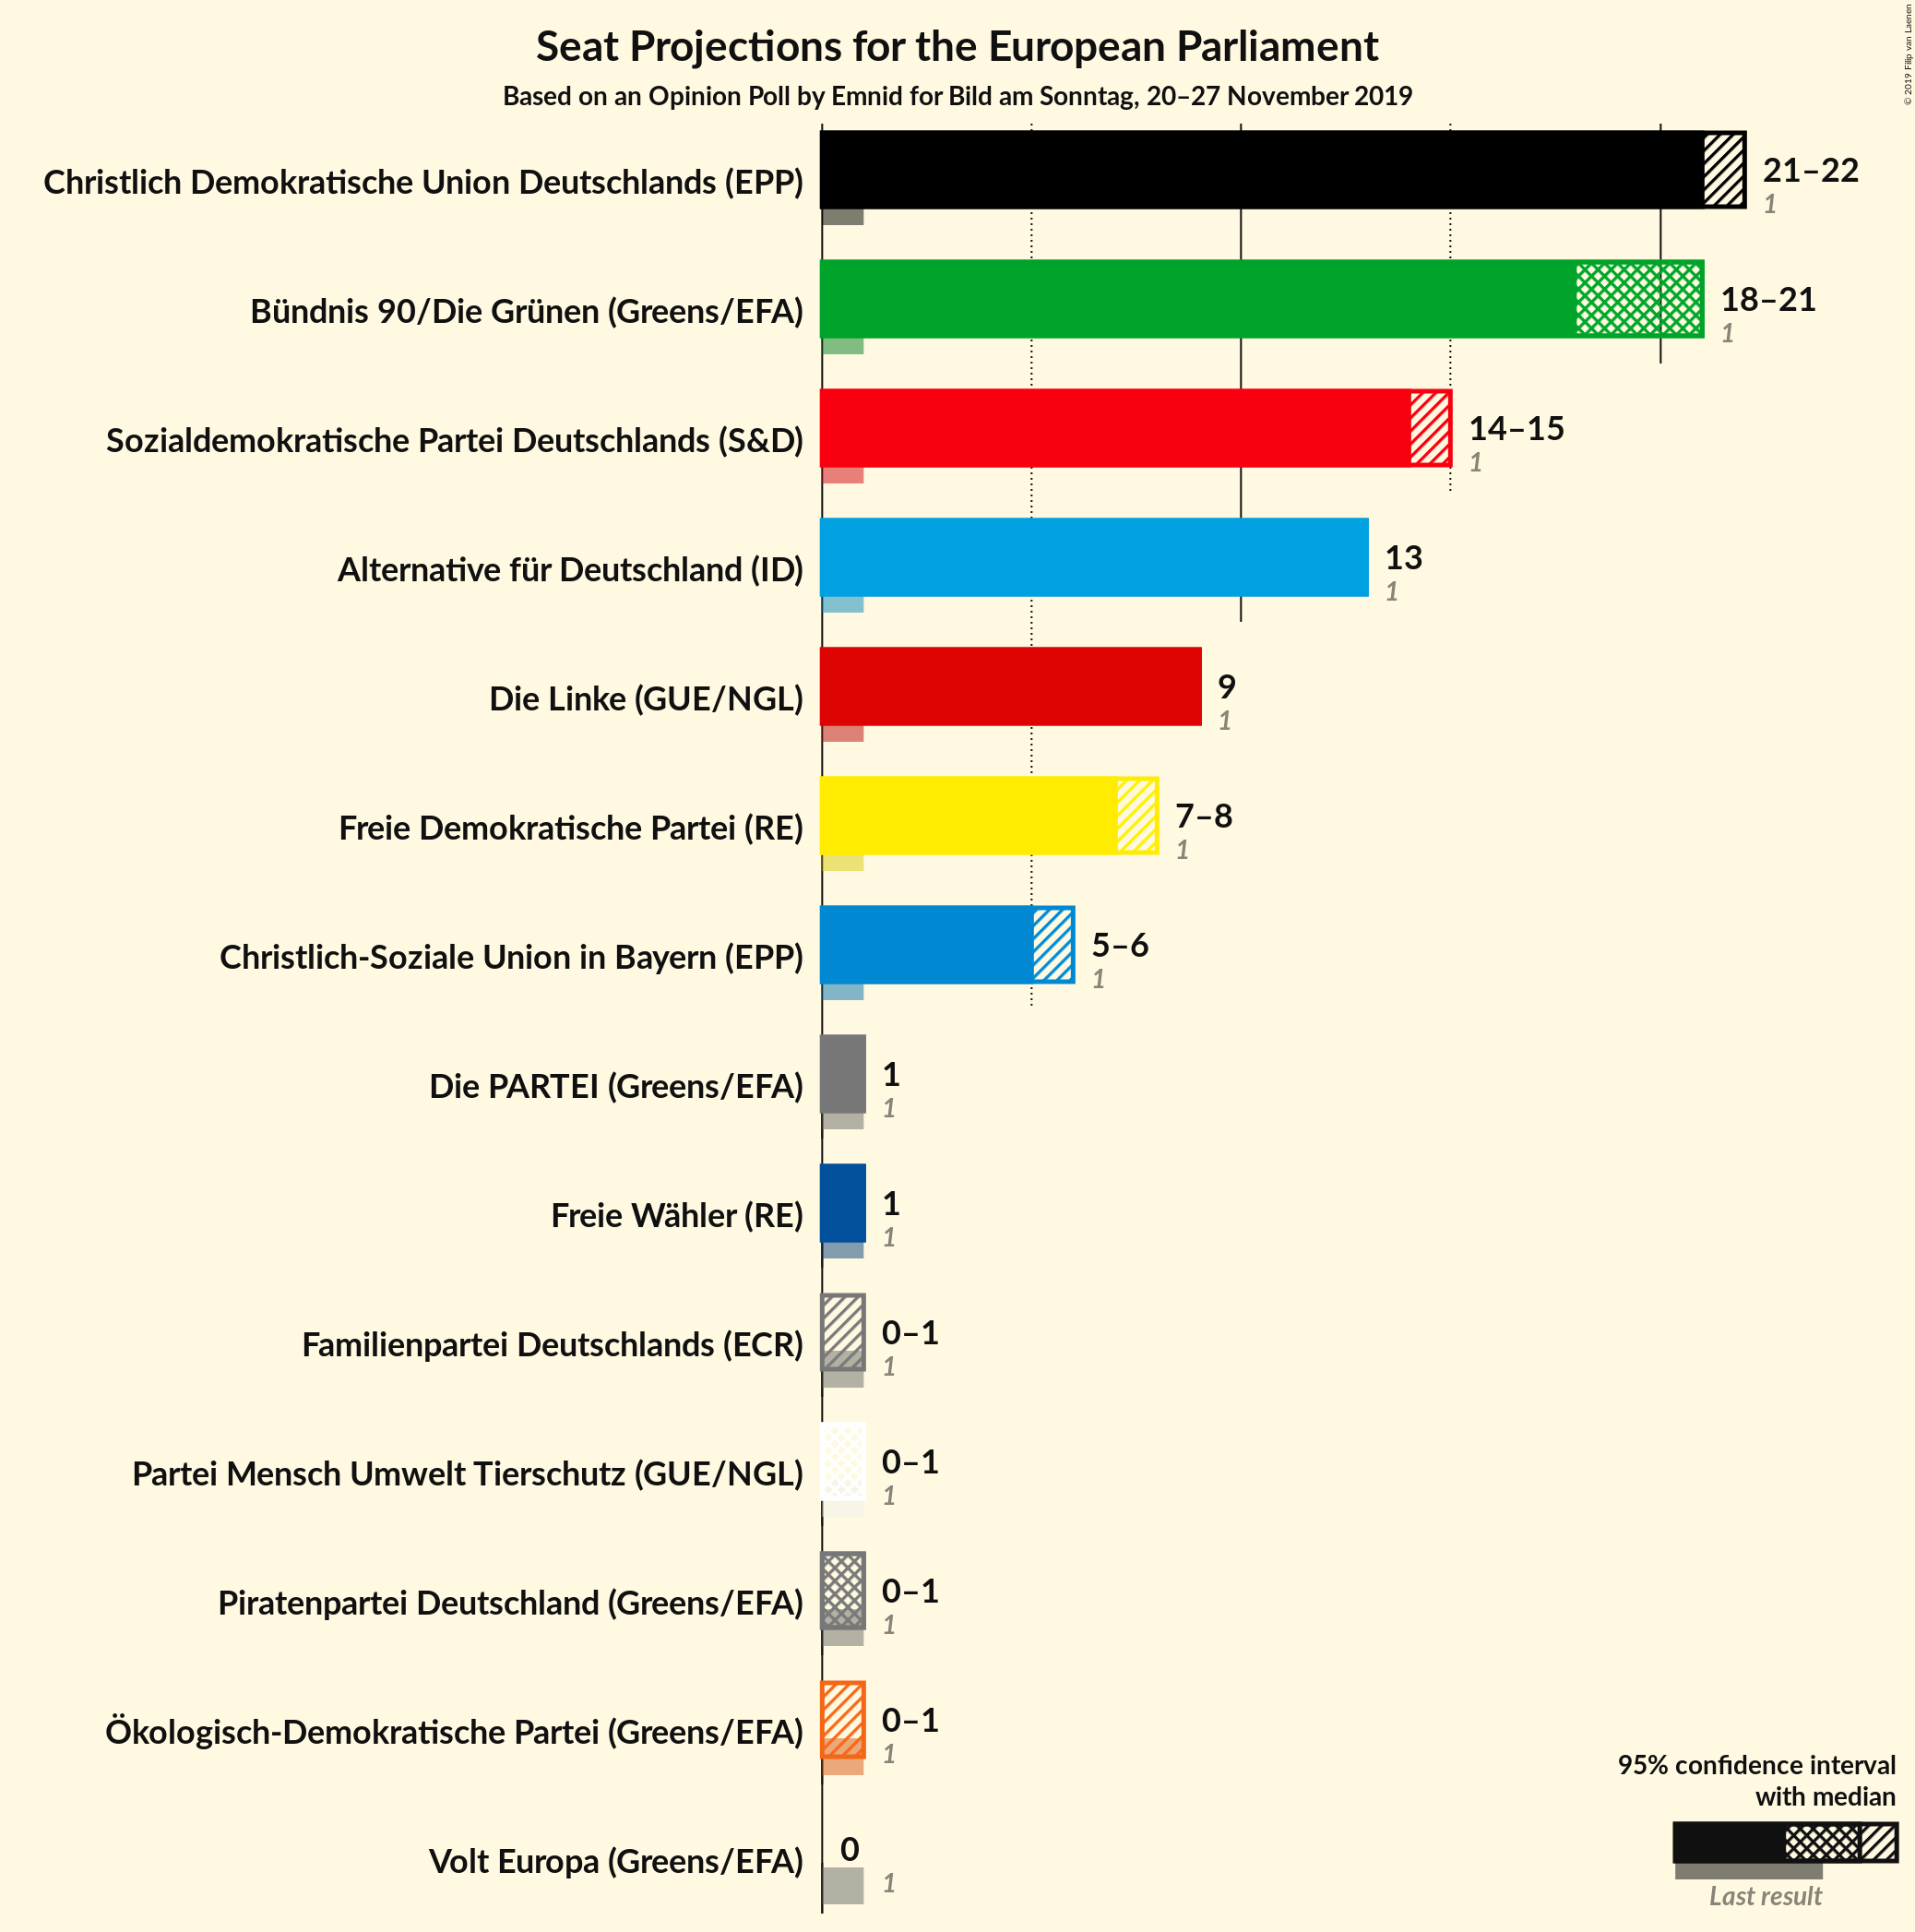 Seat Projections for the European Parliament
Based on an Opinion Poll by Emnid for Bild am Sonntag, 20–27 November 2019
© 2019 Filip van Laenen
Christlich Demokratische Union Deutschlands (EPP)
21–22
1
Bündnis 90/Die Grünen (Greens/EFA)
18–21
1
Sozialdemokratische Partei Deutschlands (S&D)
14–15
1
Alternative für Deutschland (ID)
13
1
Die Linke (GUE/NGL)
9
1
Freie Demokratische Partei (RE)
7–8
1
Christlich-Soziale Union in Bayern (EPP)
5–6
1
Die PARTEI (Greens/EFA)
1
1
Freie Wähler (RE)
1
1
Familienpartei Deutschlands (ECR)
0–1
1
Partei Mensch Umwelt Tierschutz (GUE/NGL)
0–1
1
Piratenpartei Deutschland (Greens/EFA)
0–1
1
Ökologisch-Demokratische Partei (Greens/EFA)
0–1
1
Volt Europa (Greens/EFA)
0
1
95% confidence interval
with median
Last result